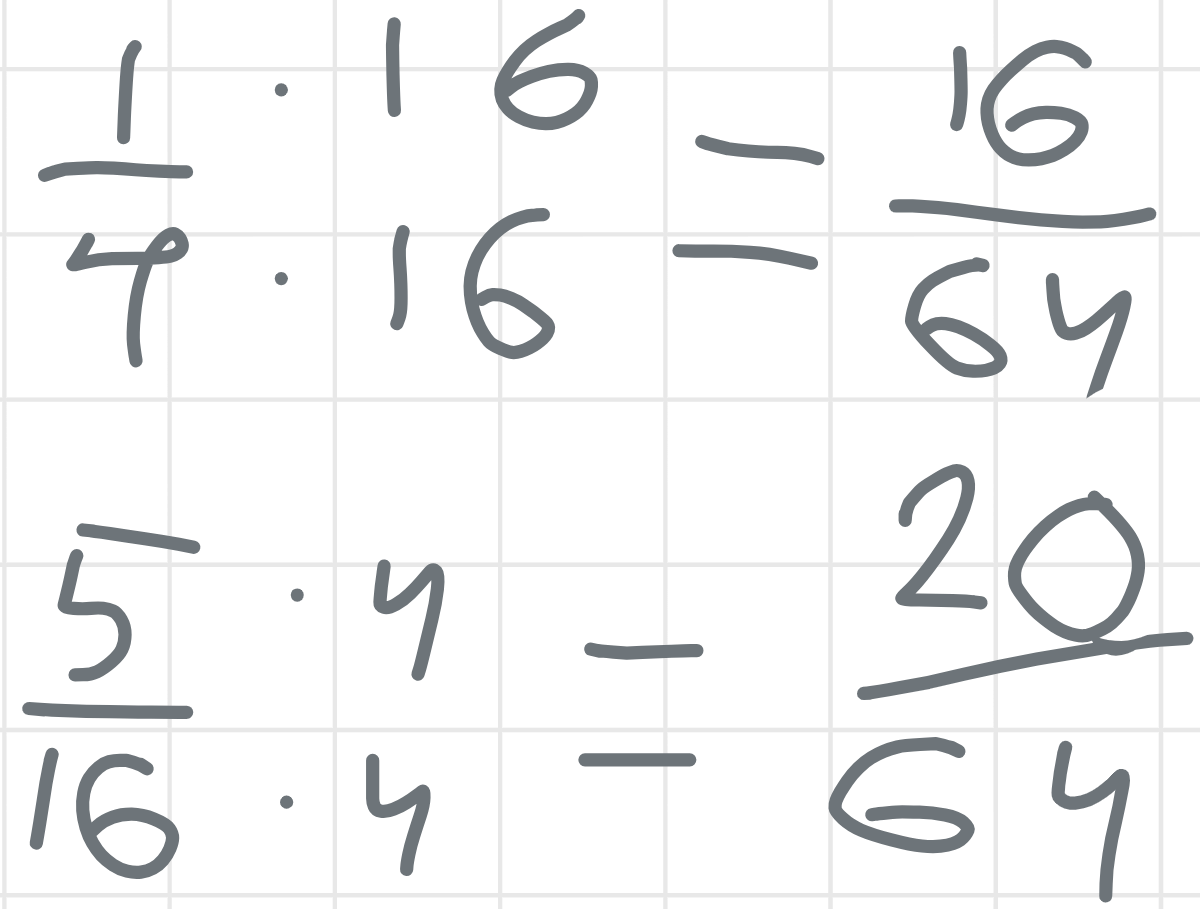 1 · 16 = 16
4 · 16 = 64
5 · 4 = 20
16 · 4 = 64